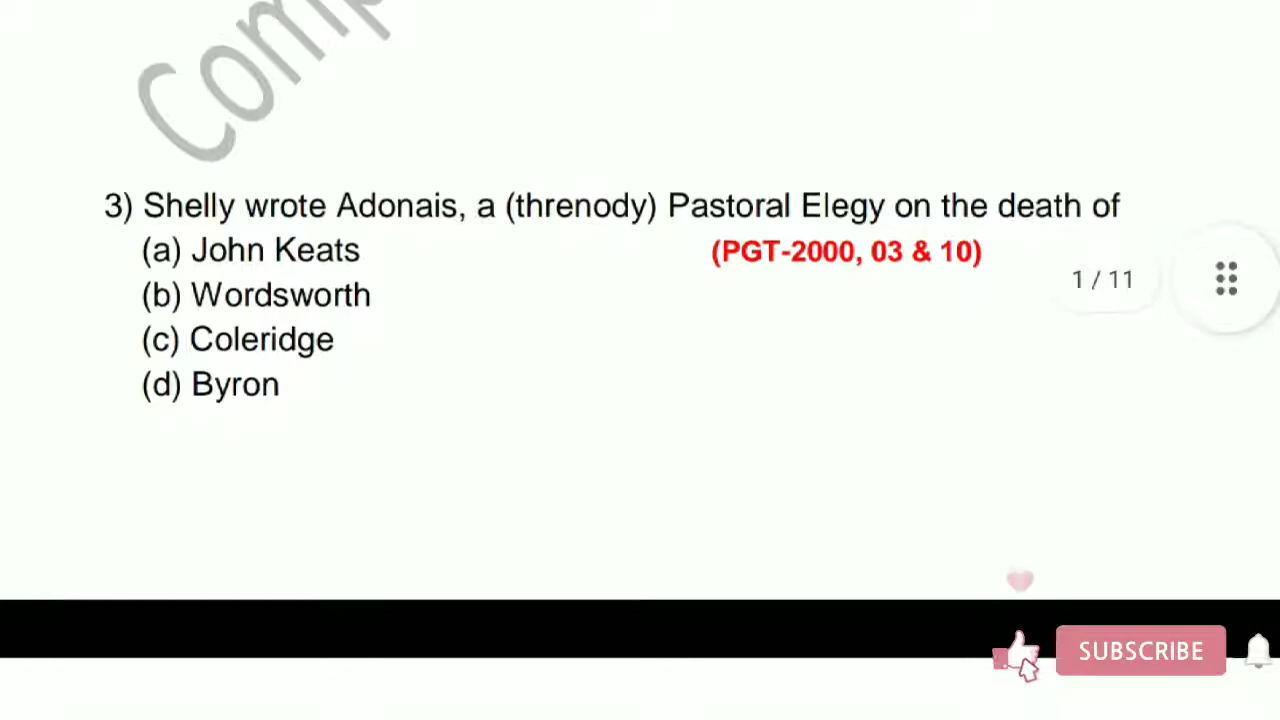 3) Shelly wrote Adonais, a (threnody) Pastoral Elegy on the death of
(a) John Keats
(PGT-2000, 03 & 10)
1 / 11
(b) Wordsworth
(c) Coleridge
(d) Byron
SUBSCRIBE